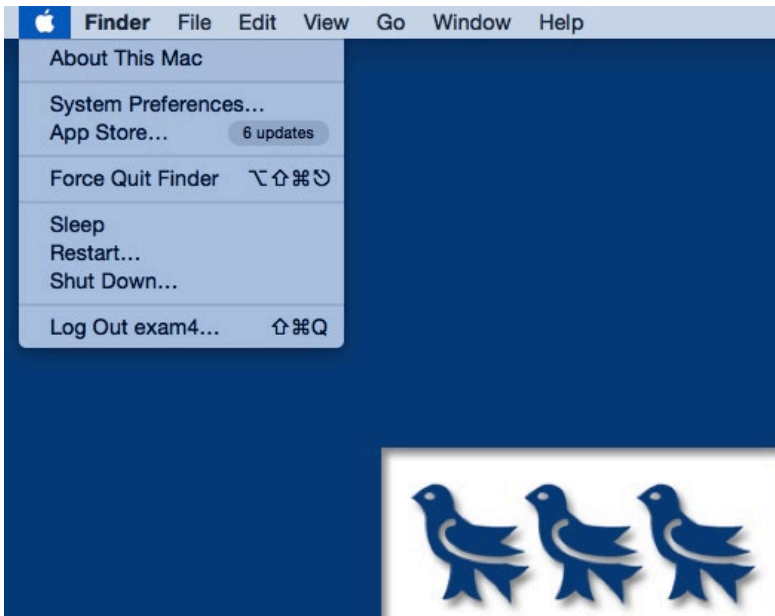 Finder File Edit View Go Window Help
About This Mac
System Preferences...
App Store... 6 updates
Force Quit Finder ⌥⇧⌘⎋
Sleep
Restart...
Shut Down...
Log Out exam4... ⇧⌘Q